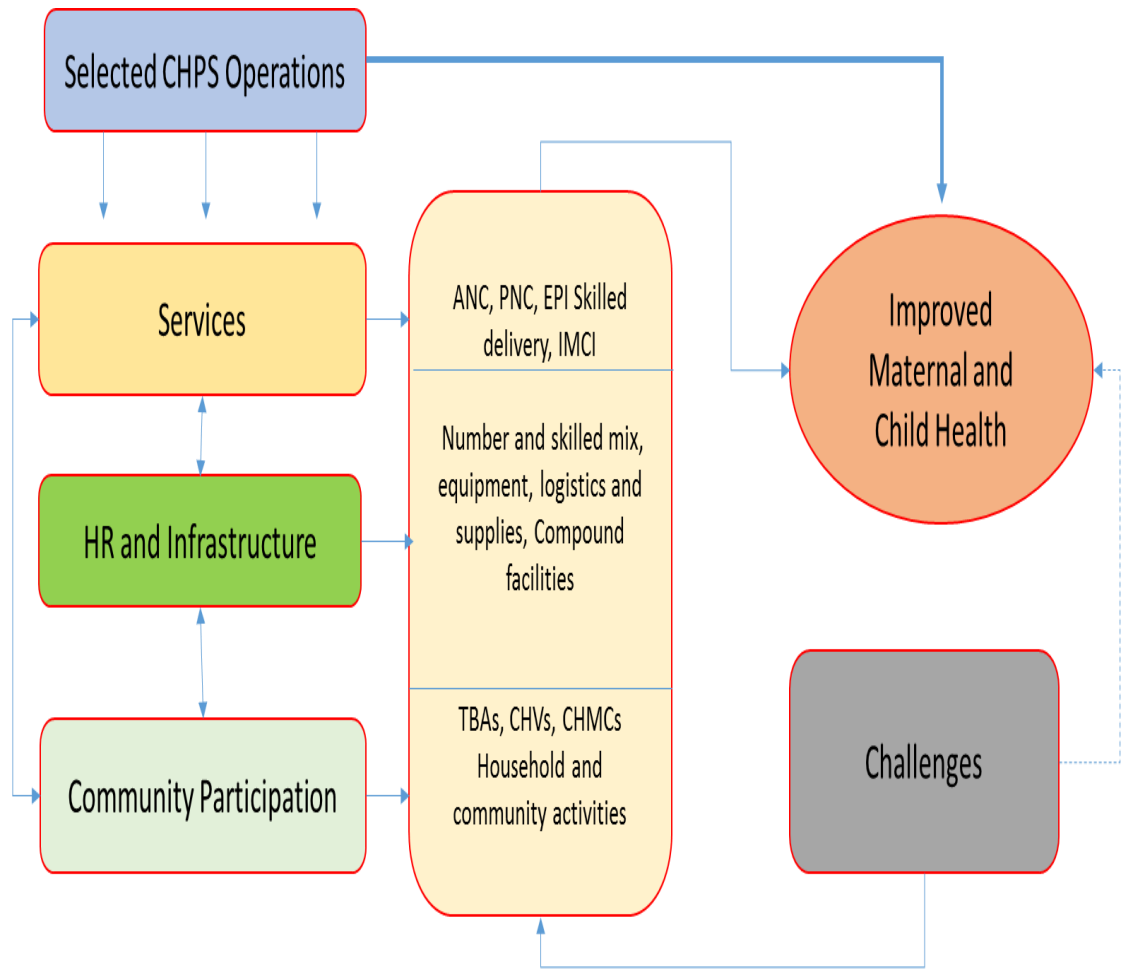 Selected CHPS Operations
Services
HR and Infrastructure
Community Participation
ANC, PNC, EPI Skilled
delivery, IMCI
Number and skilled mix,
equipment, logistics and
supplies, Compound
facilities
TBAs, CHVs, CHMCs
Household and
community activities
Improved
Maternal and
Child Health
Challenges